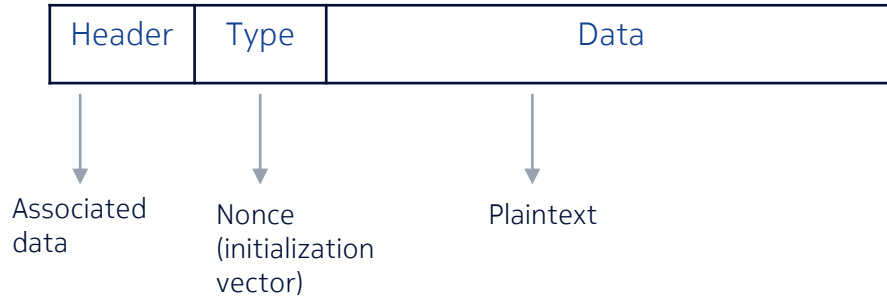 Header Type Data
Associated
data
Nonce
(initialization
vector)
Plaintext